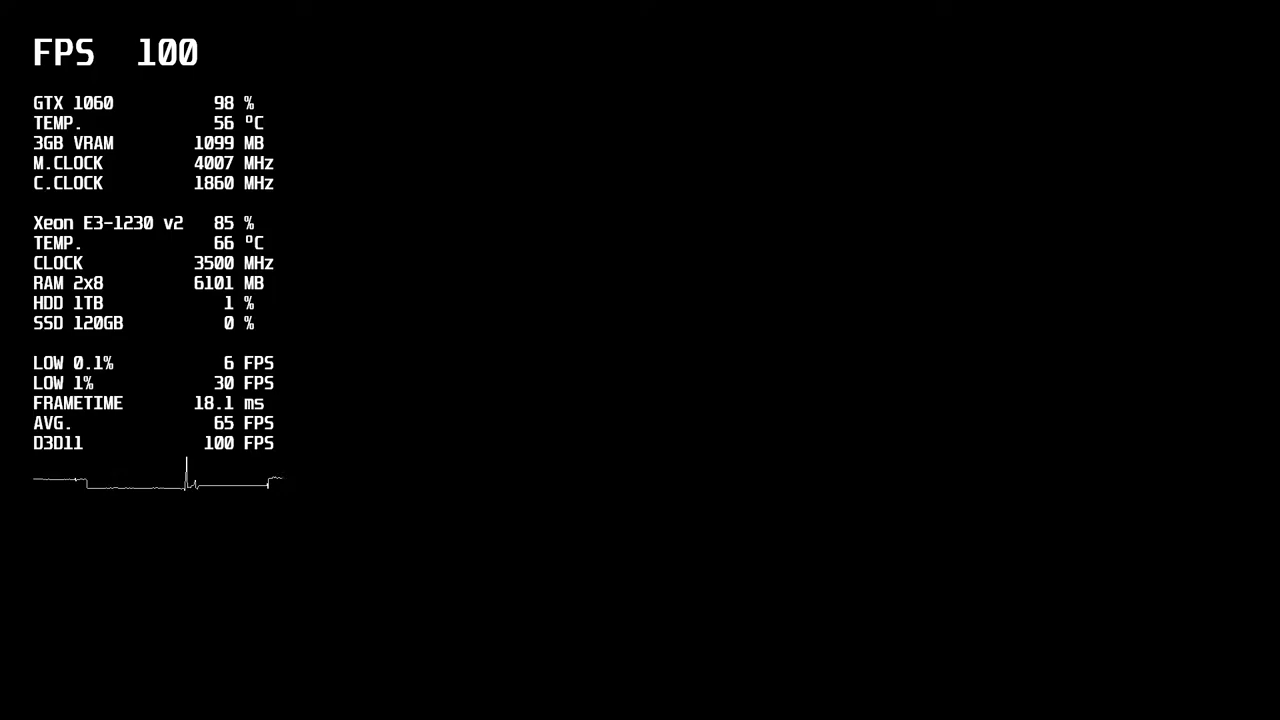 FPS 100
GTX 1060 98 %
TEMP. 56 ºC
3GB VRAM 1099 MB
M.CLOCK 4007 MHz
C.CLOCK 1860 MHz
Xeon E3-1230 v2 85 %
TEMP. 66 ºC
CLOCK 3500 MHz
RAM 2x8 6101 MB
HDD 1TB 1 %
SSD 120GB 0 %
LOW 0.1% 6 FPS
LOW 1% 30 FPS
FRAMETIME 18.1 ms
AVG. 65 FPS
D3D11 100 FPS